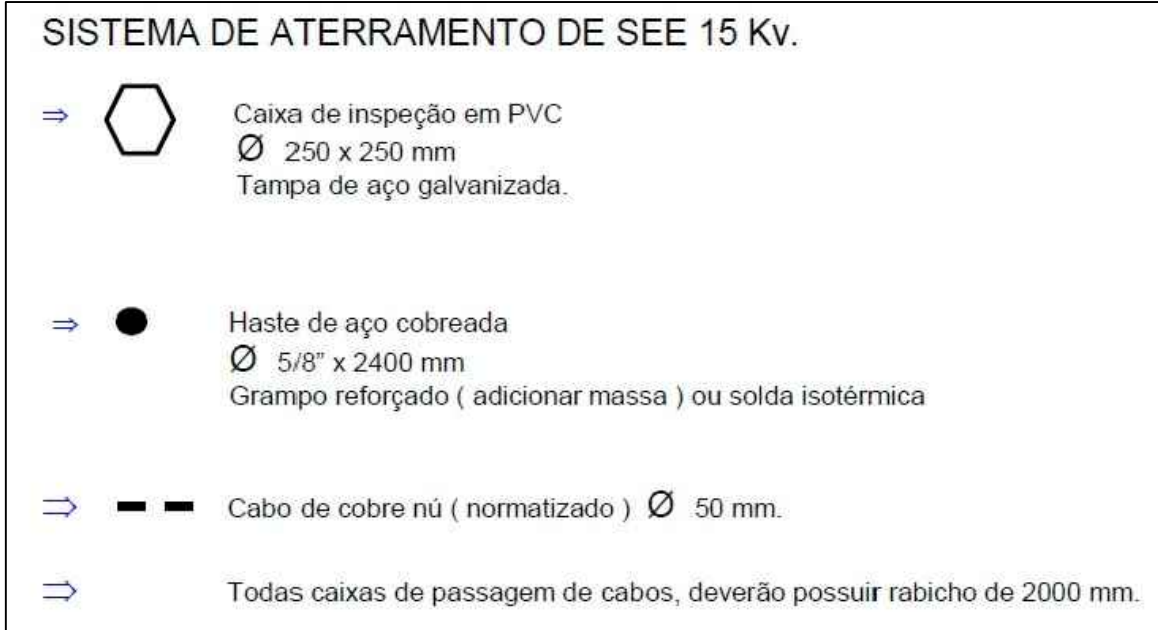 SISTEMA DE ATERRAMENTO DE SEE 15 Kv.
⇒ Caixa de inspeção em PVC
Ø 250 x 250 mm
Tampa de aço galvanizada.
⇒ Haste de aço cobreada
Ø 5/8” x 2400 mm
Grampo reforçado ( adicionar massa ) ou solda isotérmica
⇒ Cabo de cobre nú ( normatizado ) Ø 50 mm.
⇒ Todas caixas de passagem de cabos, deverão possuir rabicho de 2000 mm.